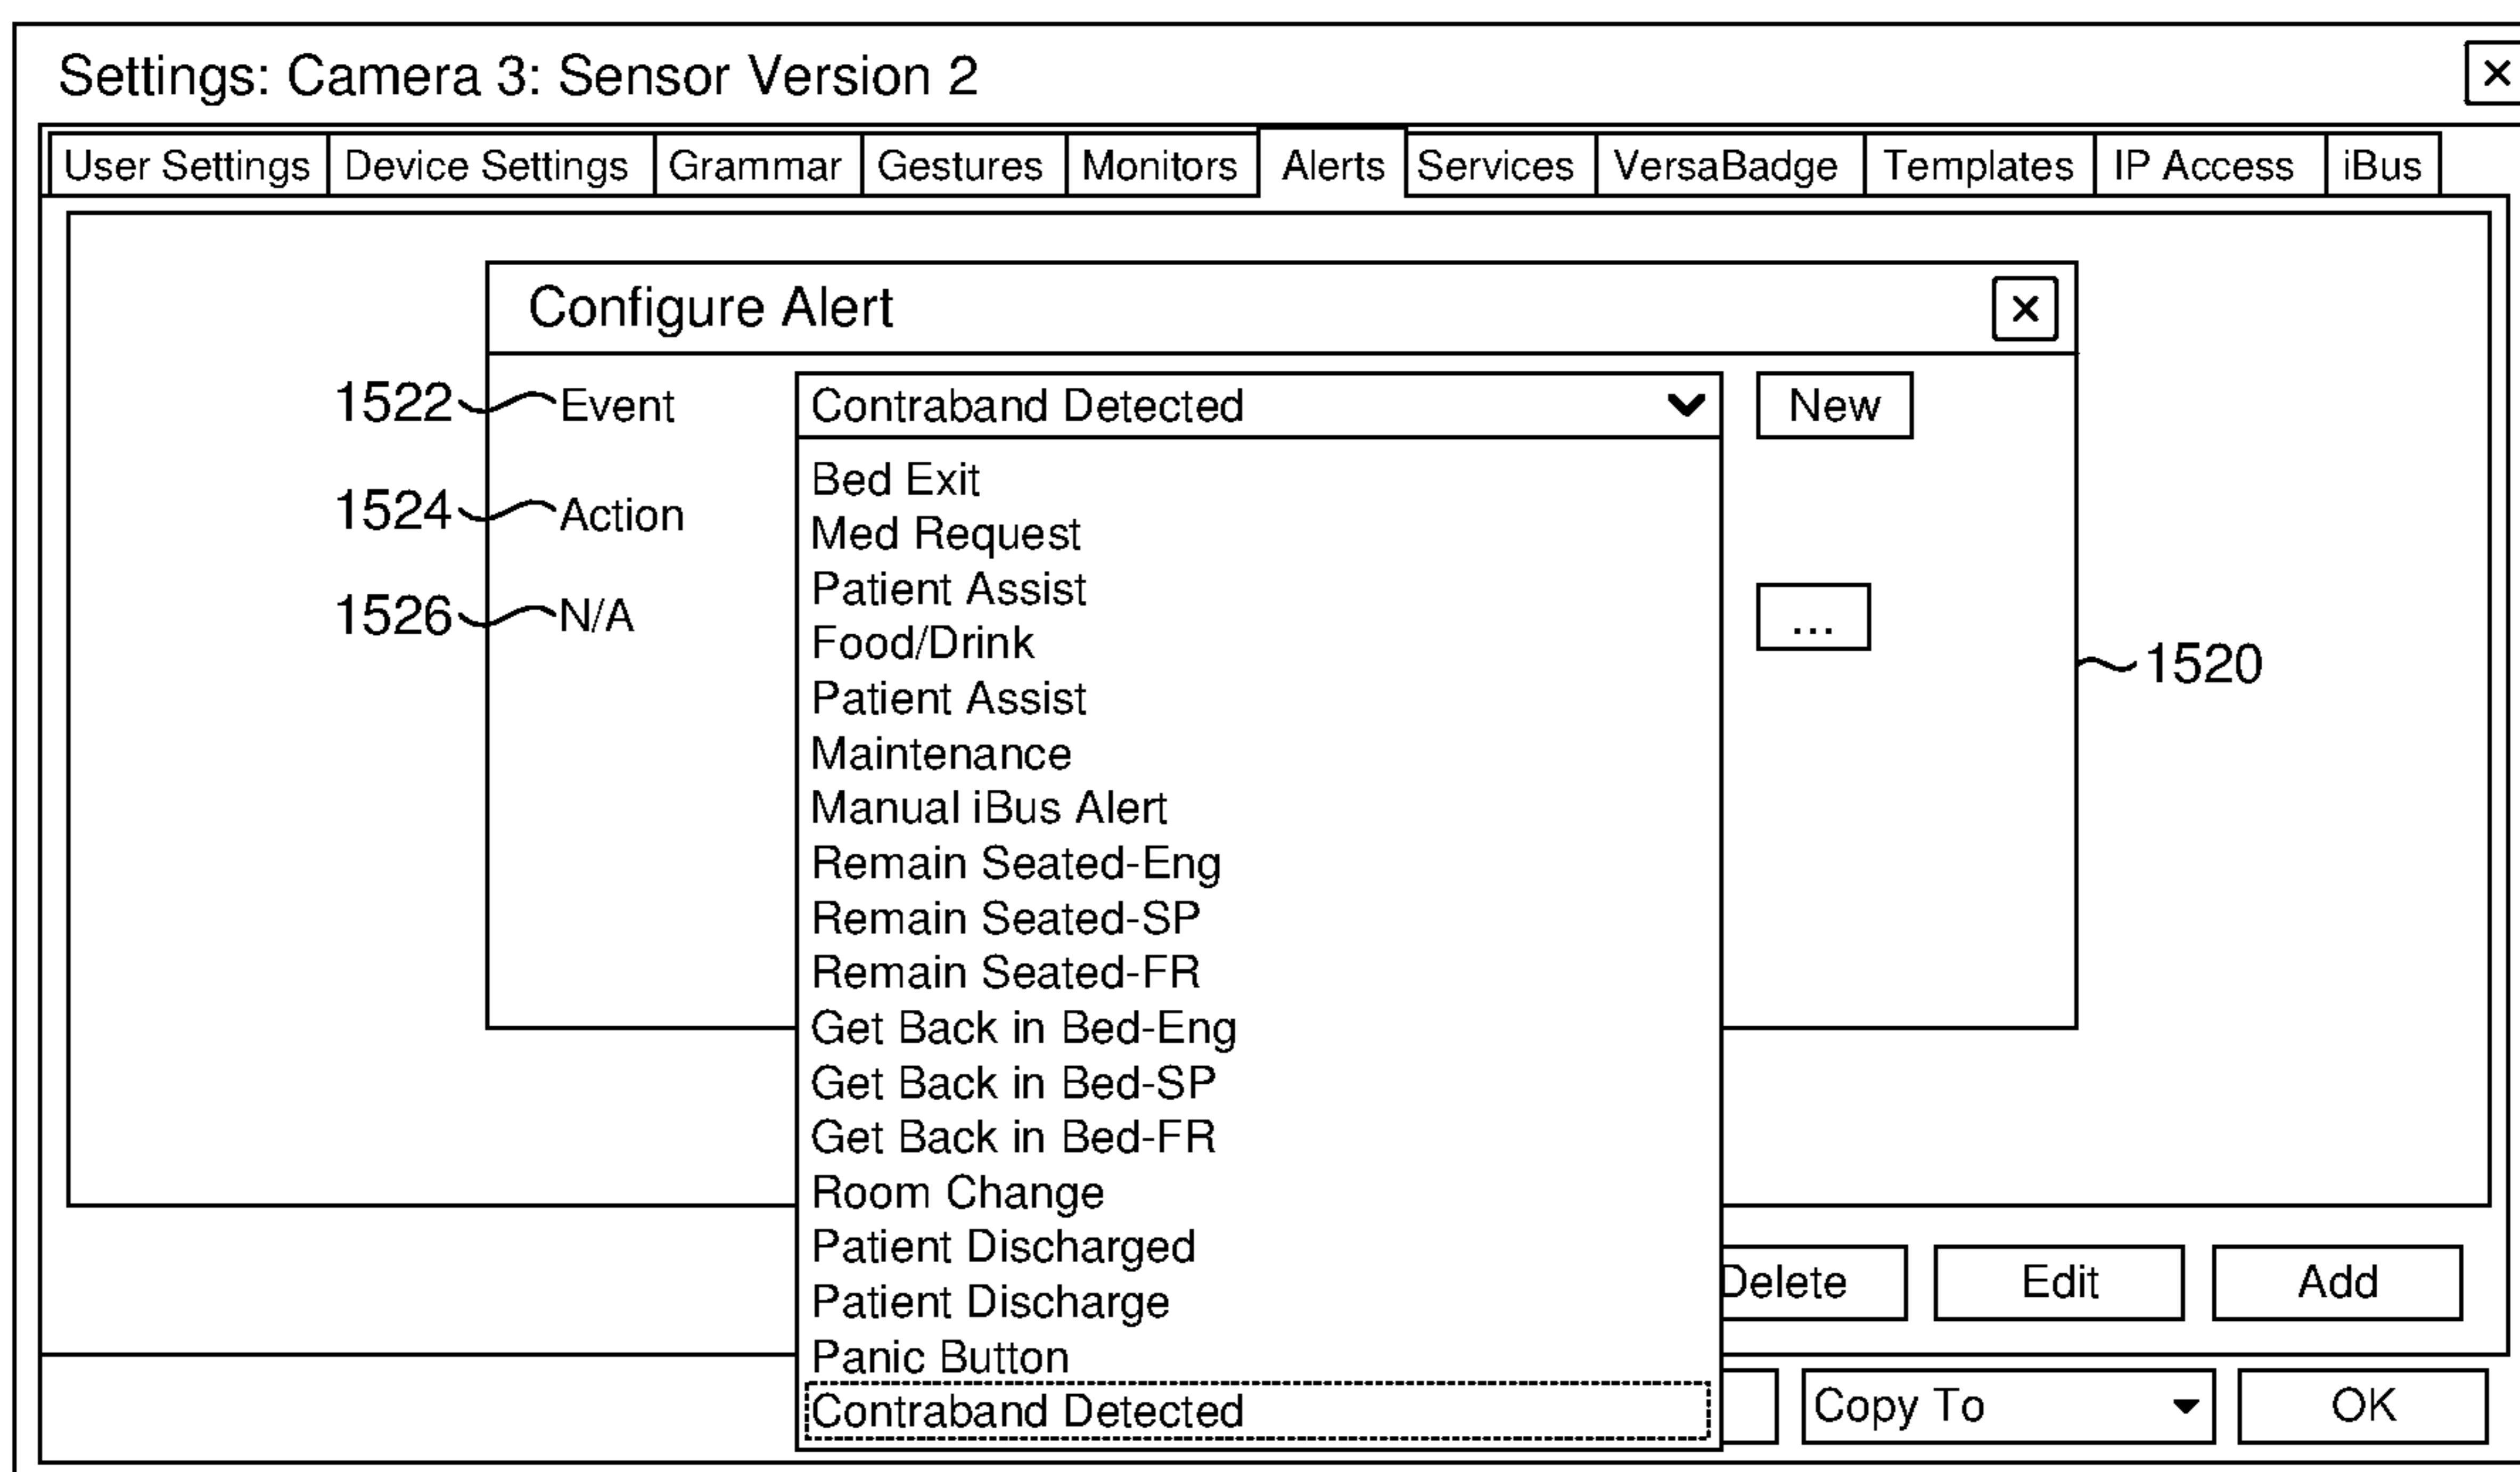 Settings: Camera 3: Sensor Version 2
User Settings Device Settings Grammar Gestures Monitors Alerts Services VersaBadge Templates IP Access iBus
Configure Alert
1522 Event Contraband Detected New
Bed Exit
1524 Action
Med Request
Patient Assist
1526 N/A ...
Food/Drink
1520
Patient Assist
Maintenance
Manual iBus Alert
Remain Seated-Eng
Remain Seated-SP
Remain Seated-FR
Get Back in Bed-Eng
Get Back in Bed-SP
Get Back in Bed-FR
Room Change
Patient Discharged
Delete Edit Add
Patient Discharge
Panic Button
Contraband Detected Copy To OK